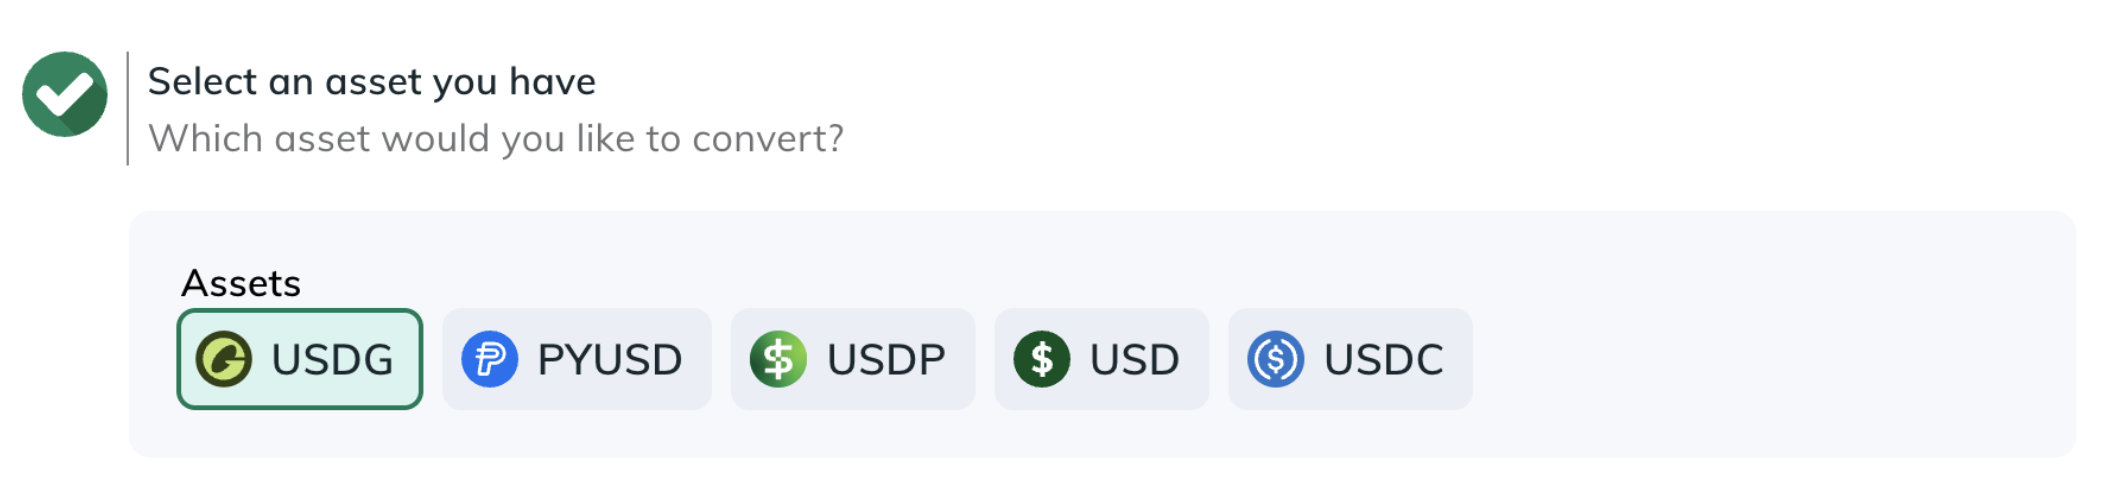 Select an asset you have
Which asset would you like to convert?
Assets
USDG PYUSD USDP USD USDC